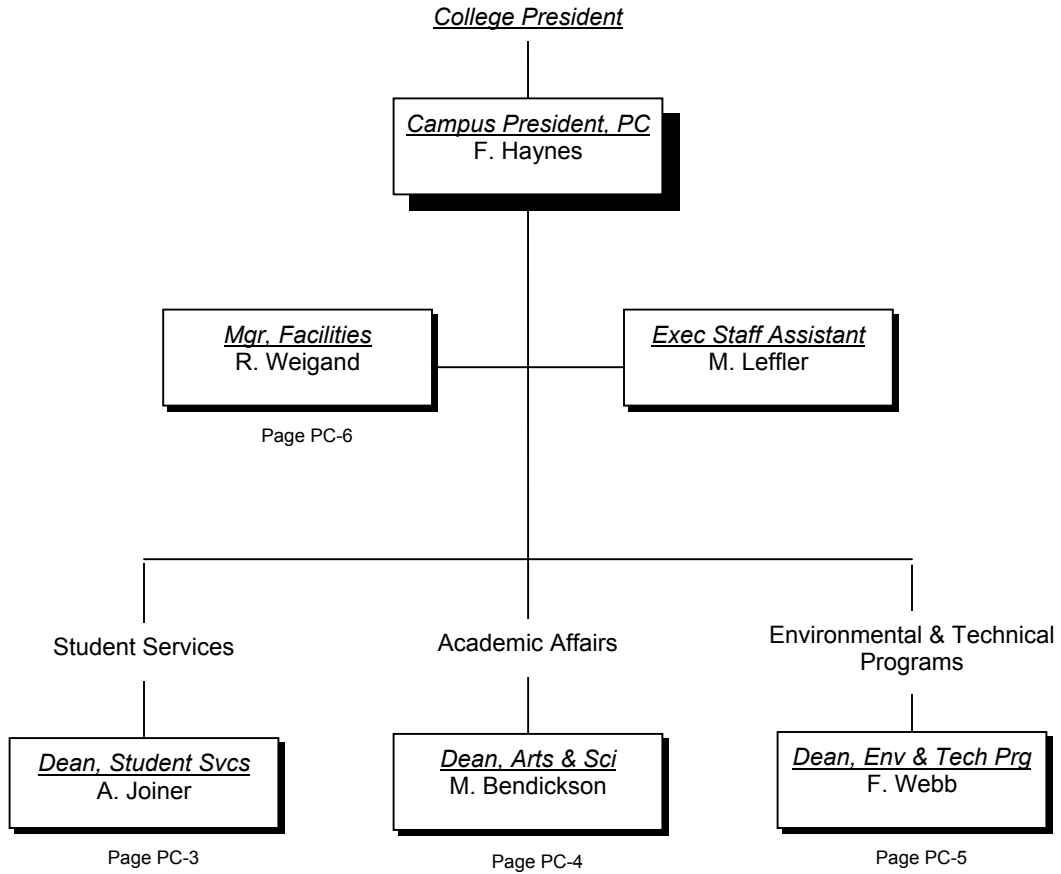 College President
Campus President, PC
F. Haynes
Mgr, Facilities
R. Weigand
Exec Staff Assistant
M. Leffler
Page PC-6
Student Services
Academic Affairs
Environmental & Technical
Programs
Dean, Student Svcs
A. Joiner
Dean, Arts & Sci
M. Bendickson
Dean, Env & Tech Prg
F. Webb
Page PC-3
Page PC-4
Page PC-5